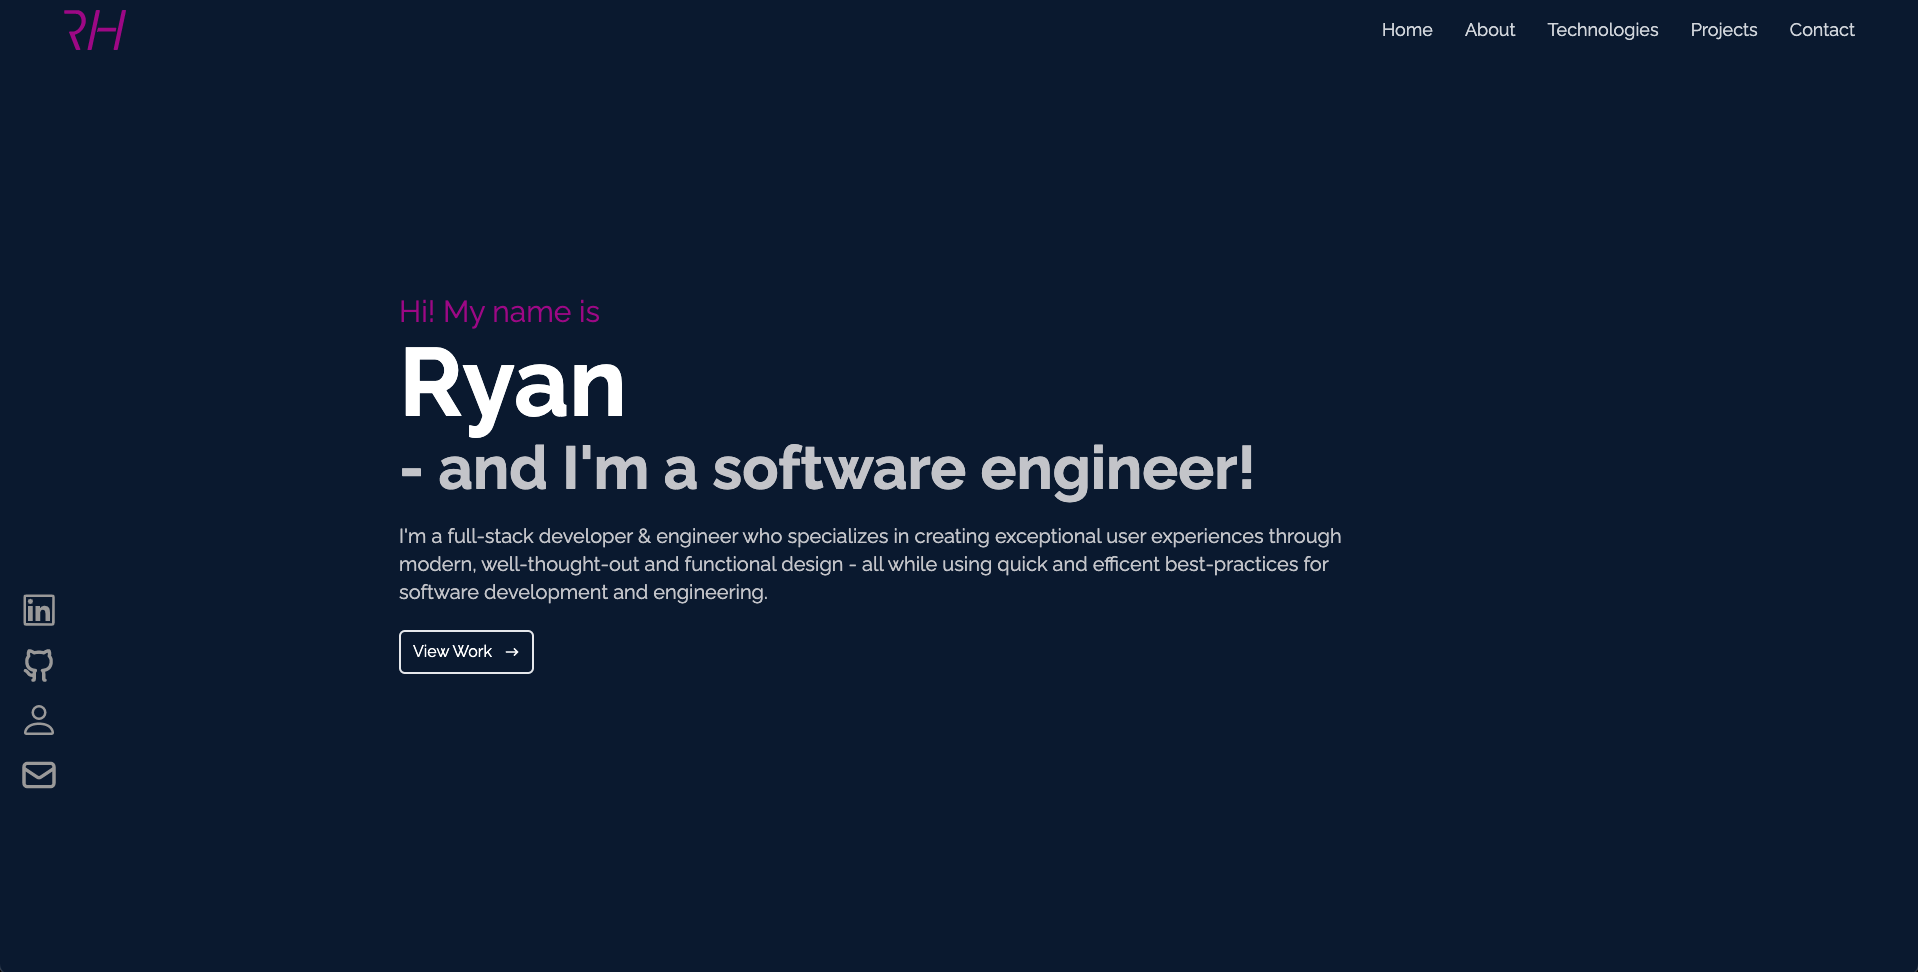 RH
Home About Technologies Projects Contact
Hi! My name is
Ryan
- and I'm a software engineer!
I'm a full-stack developer & engineer who specializes in creating exceptional user experiences through
modern, well-thought-out and functional design - all while using quick and efficent best-practices for
software development and engineering.
View Work →
in